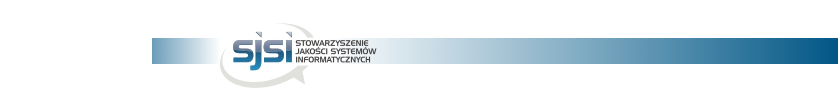 sjsi
STOWARZYSZENIE
JAKOŚCI SYSTEMÓW
INFORMATYCZNYCH